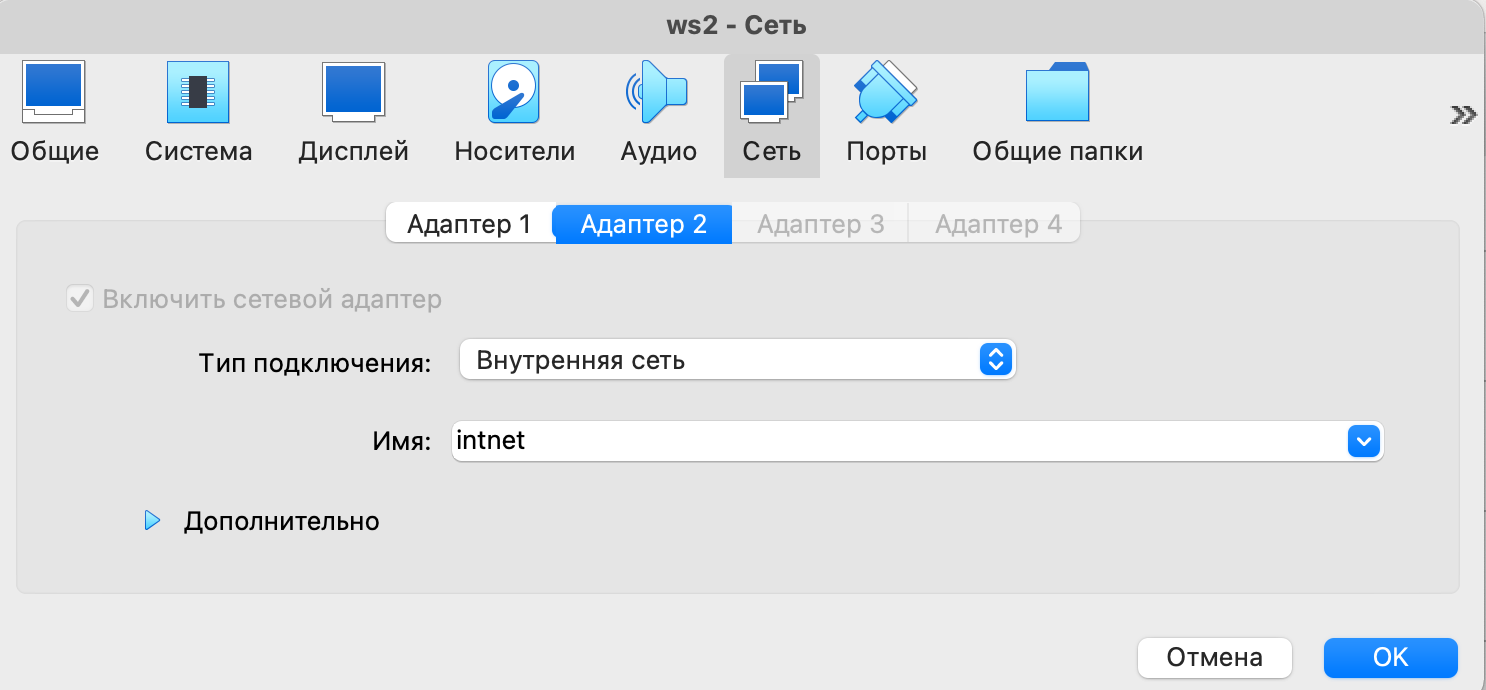 ws2 - Сеть
Общие Система Дисплей Носители Аудио Сеть Порты Общие папки
Адаптер 1 Адаптер 2 Адаптер 3 Адаптер 4
Включить сетевой адаптер
Тип подключения: Внутренняя сеть
Имя: intnet
Дополнительно
Отмена OK